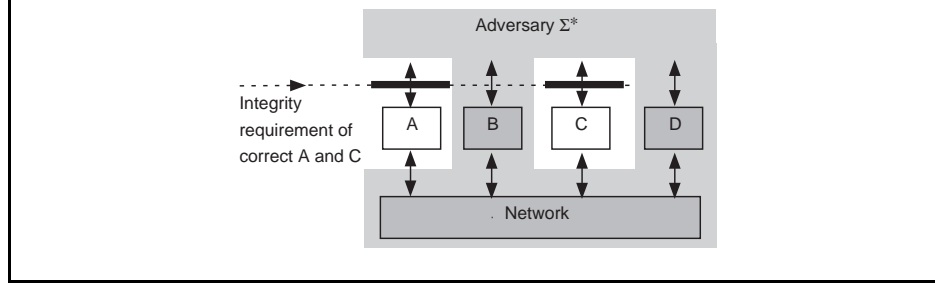 Adversary Σ*
Integrity
requirement of
correct A and C
A
B
C
D
Network